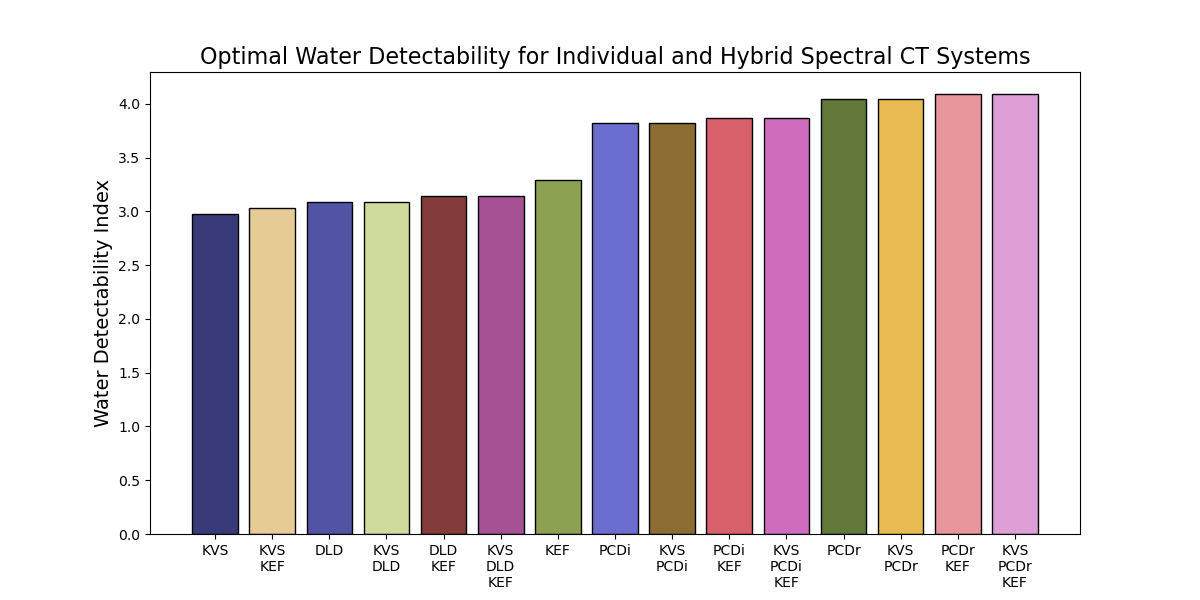 Optimal Water Detectability for Individual and Hybrid Spectral CT Systems
Water Detectability Index
4.0
3.5
3.0
2.5
2.0
1.5
1.0
0.5
0.0
KVS
KVS
KEF
DLD
KVS
DLD
DLD
KEF
KVS
DLD
KEF
KEF
PCDi
KVS
PCDi
PCDi
KEF
KVS
PCDi
KEF
PCDr
KVS
PCDr
PCDr
KEF
KVS
PCDr
KEF